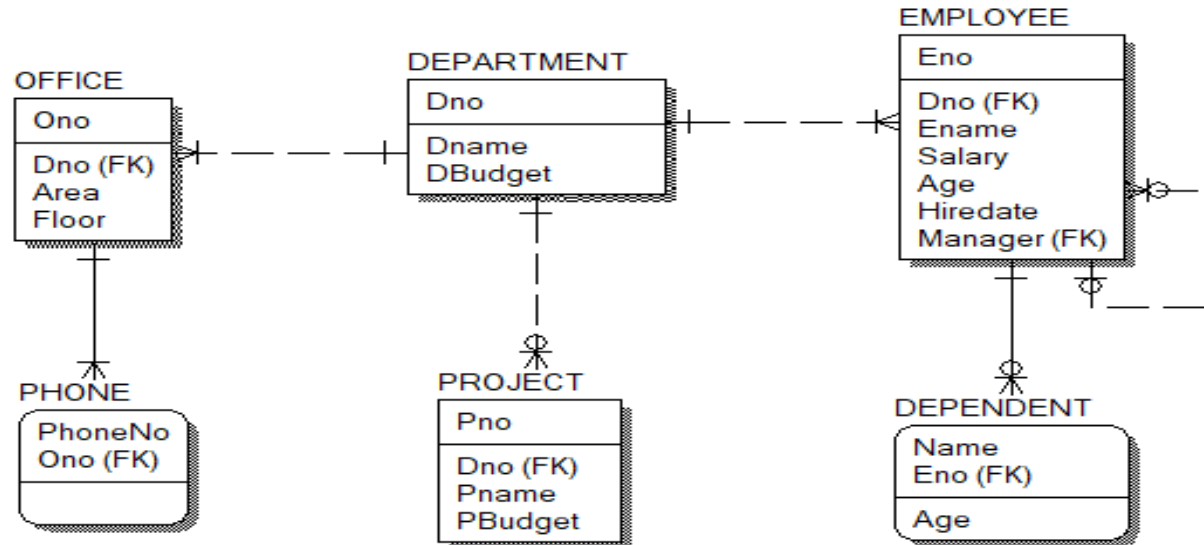 OFFICE
Ono
Dno (FK)
Area
Floor
DEPARTMENT
Dno
Dname
DBudget
EMPLOYEE
Eno
Dno (FK)
Ename
Salary
Age
Hiredate
Manager (FK)
PHONE
PhoneNo
Ono (FK)
PROJECT
Pno
Dno (FK)
Pname
PBudget
DEPENDENT
Name
Eno (FK)
Age